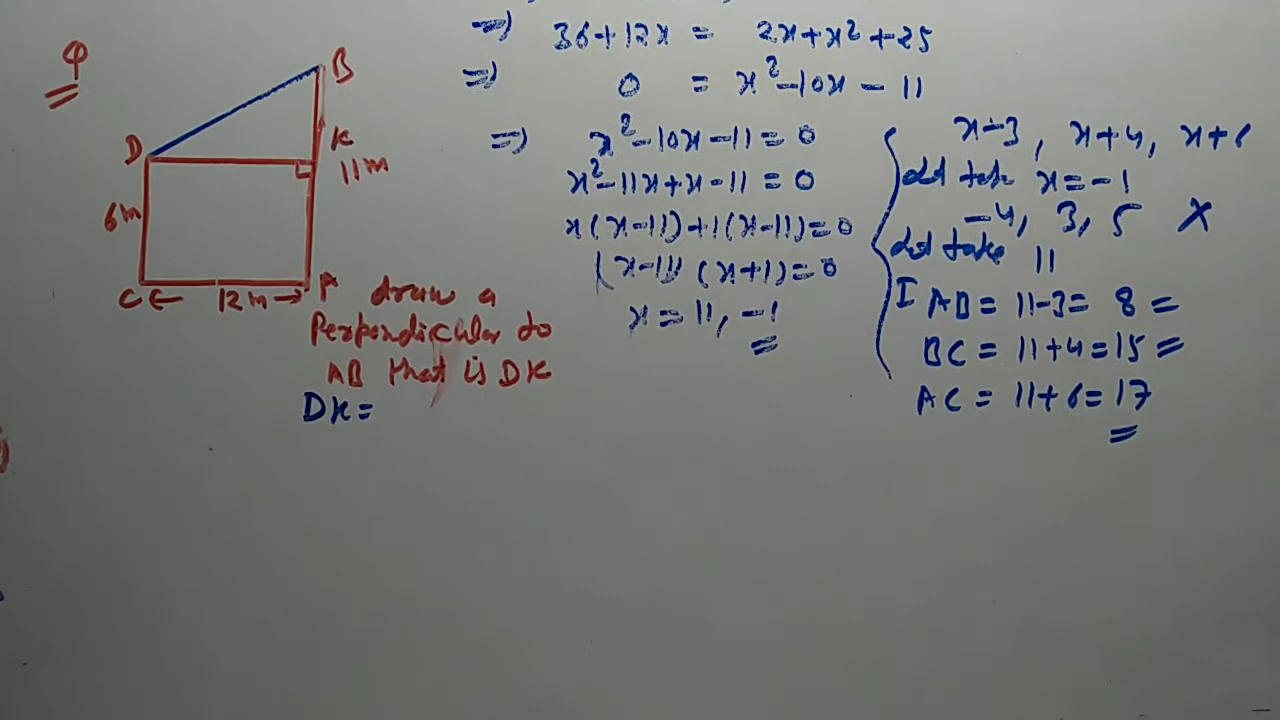 ⇒ 36+12x = 2x+x²+25
⇒ 0 = x²-10x-11
⇒ x²-10x-11=0
x²-11x+x-11=0
x(x-11)+1(x-11)=0
(x-11)(x+1)=0
x=11, -1
x-3, x+4, x+6
x=-1
-4, 3, 5 X
take 11
AB = 11-3= 8 =
BC = 11+4=15=
AC = 11+6=17
φ
B
D
K
11m
6m
C ← 12m → A
draw a
Perpendicular to
AB that is DK
DK=